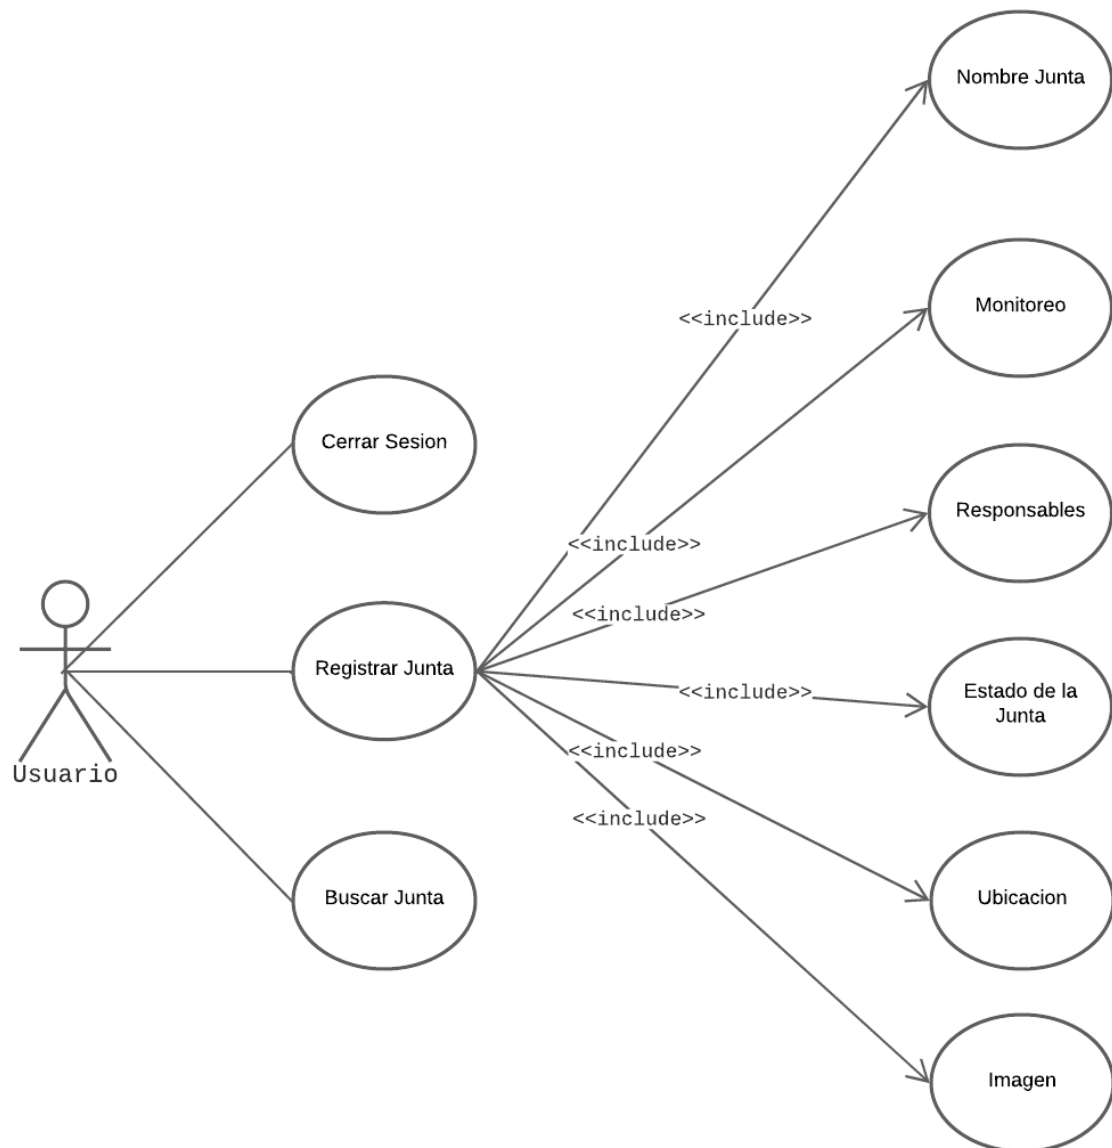 Nombre Junta
<<include>>
Monitoreo
Cerrar Sesion
<<include>>
Responsables
<<include>>
Usuario
Registrar Junta
<<include>>
Estado de la
Junta
<<include>>
<<include>>
Buscar Junta
Ubicacion
Imagen